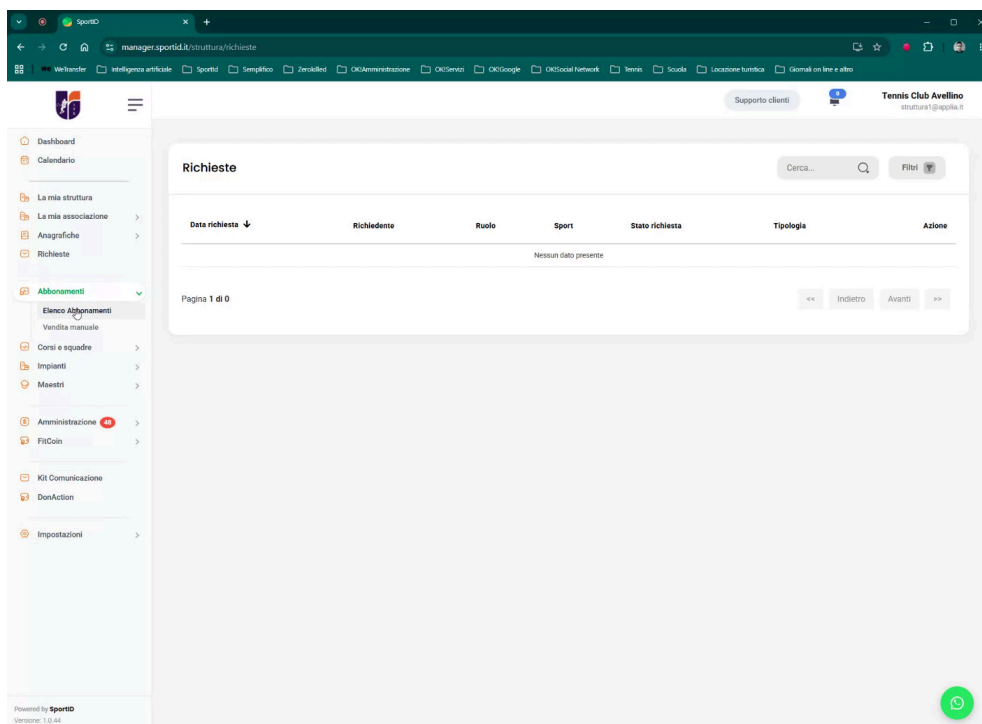 SportID
manager.sportid.it/struttura/richieste
WeTransfer Intelligenza artificiale SportId Semplifico Zerokilled OK!Amministrazione OK!Servizi OK!Google OK!Social Network Tennis Scuola Locazione turistica Giornali on line e altro
Supporto clienti
0
Tennis Club Avellino
struttura1@applia.it
Dashboard
Calendario
La mia struttura
La mia associazione
Anagrafiche
Richieste
Abbonamenti
Elenco Abbonamenti
Vendita manuale
Corsi e squadre
Impianti
Maestri
Amministrazione 48
FitCoin
Kit Comunicazione
DonAction
Impostazioni
Powered by SportID
Versione: 1.0.44
Richieste
Cerca...
Filtri
Data richiesta Richiedente Ruolo Sport Stato richiesta Tipologia Azione
Nessun dato presente
Pagina 1 di 0
<< Indietro Avanti >>